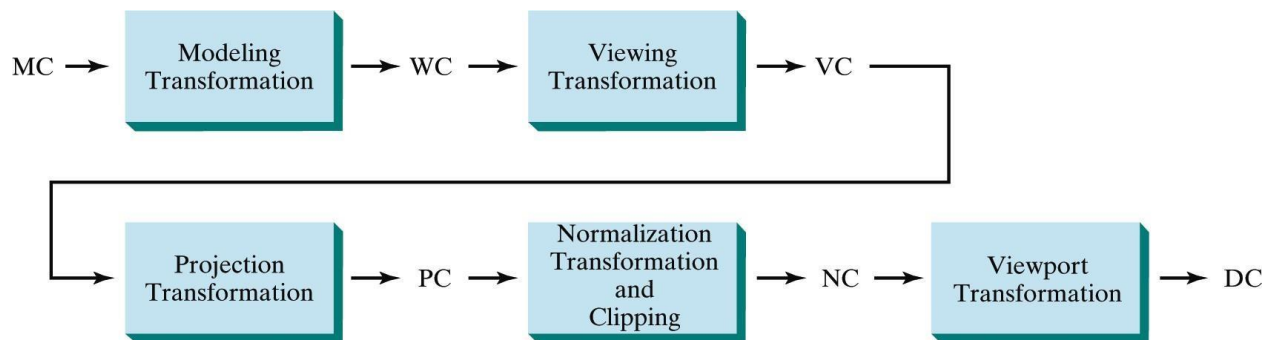 MC
Modeling
Transformation
WC
Viewing
Transformation
VC
Projection
Transformation
PC
Normalization
Transformation
and
Clipping
NC
Viewport
Transformation
DC